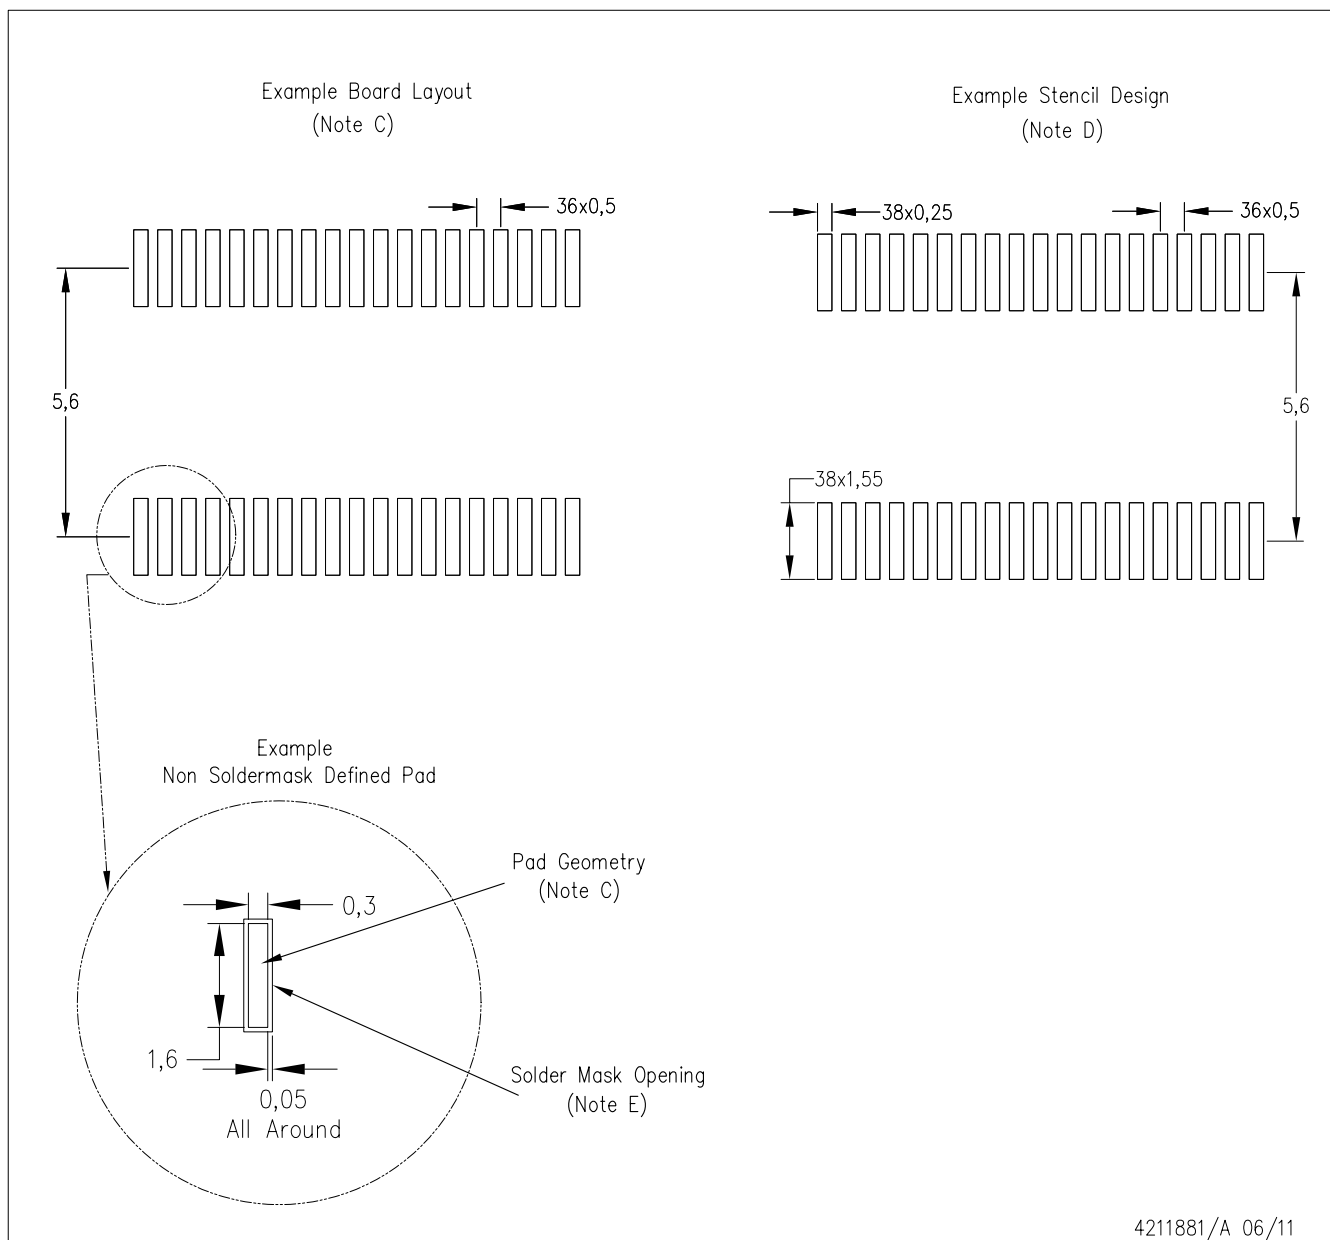 Example Board Layout
(Note C)
Example Stencil Design
(Note D)
36x0,5
38x0,25
36x0,5
5,6
5,6
38x1,55
Example
Non Soldermask Defined Pad
Pad Geometry
(Note C)
0,3
1,6
0,05
All Around
Solder Mask Opening
(Note E)
4211881/A 06/11